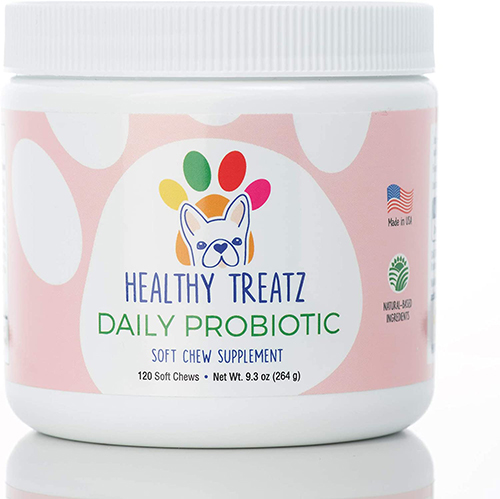 HEALTHY TREATZ
DAILY PROBIOTIC
SOFT CHEW SUPPLEMENT
120 Soft Chews • Net Wt. 9.3 oz (264 g)
Made in USA
NATURAL-BASED
INGREDIENTS